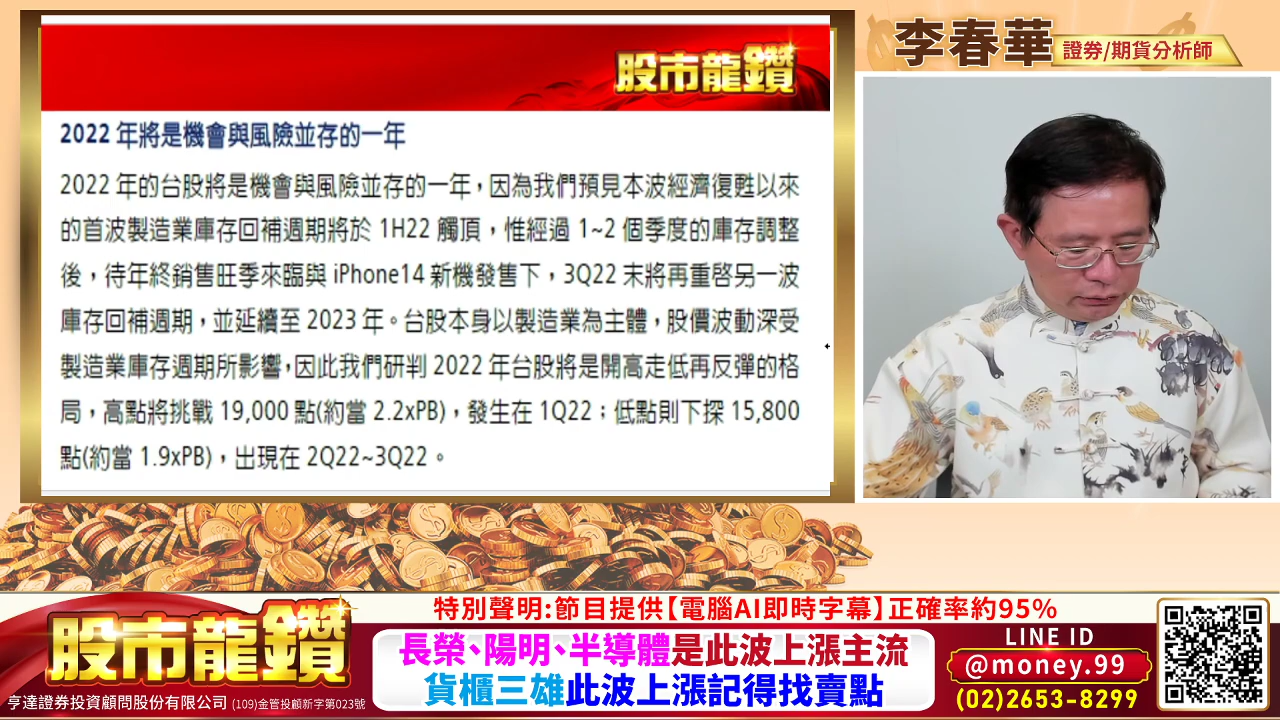 李春華
證券/期貨分析師
股市龍鑽
2022 年將是機會與風險並存的一年
2022 年的台股將是機會與風險並存的一年，因為我們預見本波經濟復甦以來
的首波製造業庫存回補週期將於 1H22 觸頂，惟經過 1~2 個季度的庫存調整
後，待年終銷售旺季來臨與 iPhone14 新機發售下，3Q22 末將再重啓另一波
庫存回補週期，並延續至 2023 年。台股本身以製造業為主體，股價波動深受
製造業庫存週期所影響，因此我們研判 2022 年台股將是開高走低再反彈的格
局，高點將挑戰 19,000 點(約當 2.2xPB)，發生在 1Q22；低點則下探 15,800
點(約當 1.9xPB)，出現在 2Q22~3Q22。
特別聲明:節目提供【電腦AI即時字幕】正確率約95%
股市龍鑽
亨達證券投資顧問股份有限公司 (109)金管投顧新字第023號
長榮、陽明、半導體是此波上漲主流
貨櫃三雄此波上漲記得找賣點
LINE ID
@money.99
(02)2653-8299